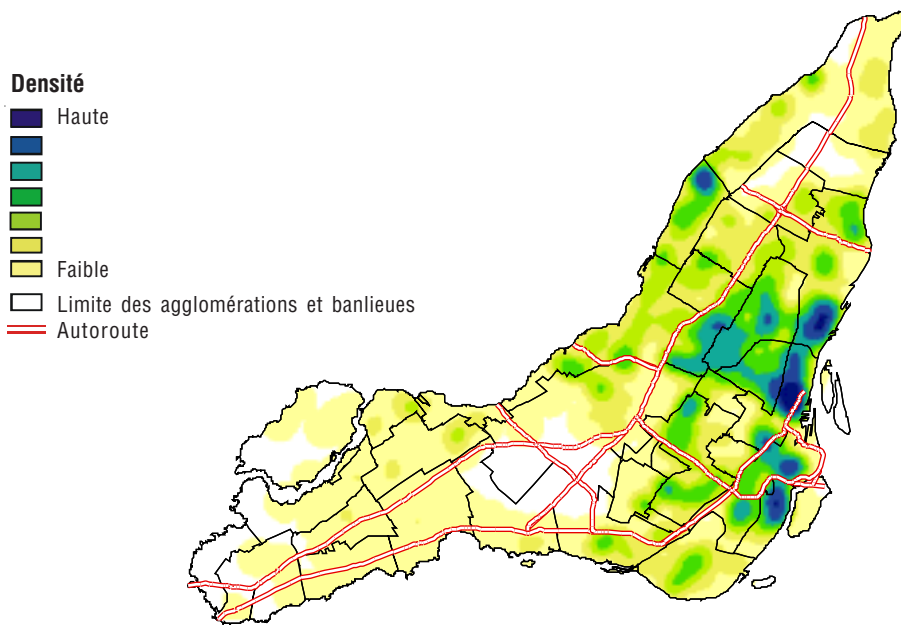 Densité
Haute
Faible
Limite des agglomérations et banlieues
Autoroute